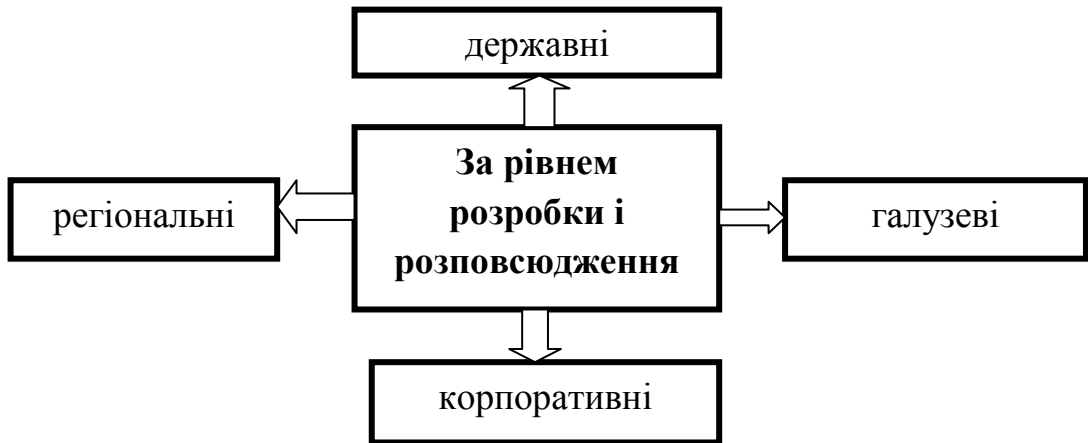 державні
За рівнем
розробки і
розповсюдження
регіональні
галузеві
корпоративні